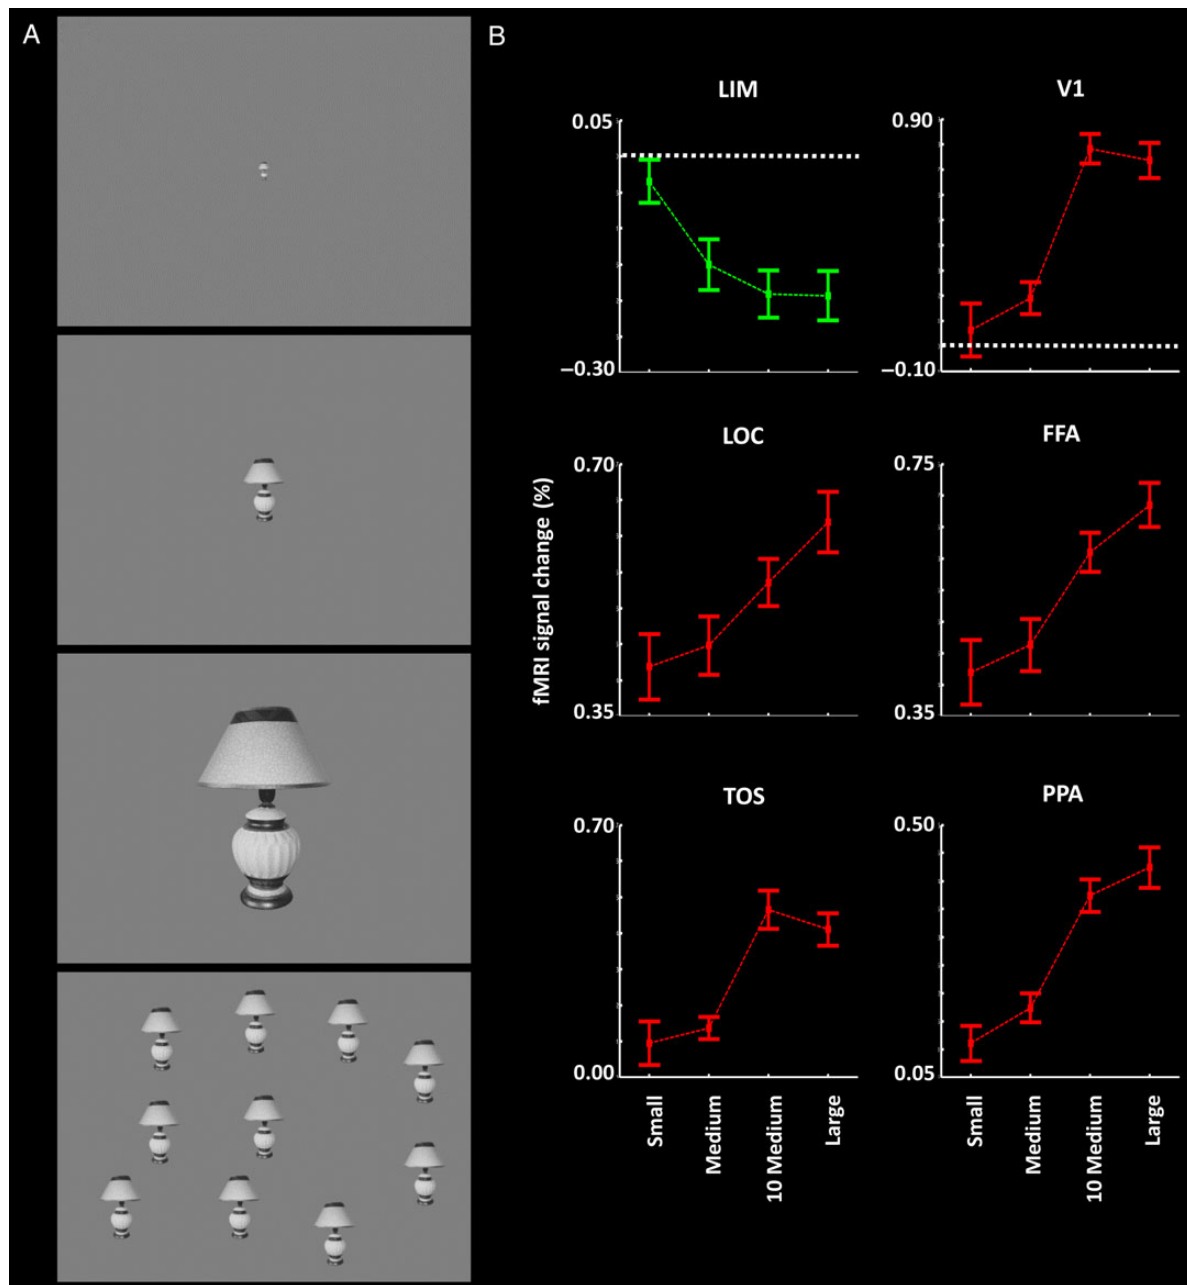 A
B
LIM
V1
0.05
−0.30
0.90
−0.10
LOC
FFA
fMRI signal change (%)
0.70
0.35
0.75
0.35
TOS
PPA
0.70
0.00
0.50
0.05
Small
Medium
10 Medium
Large
Small
Medium
10 Medium
Large